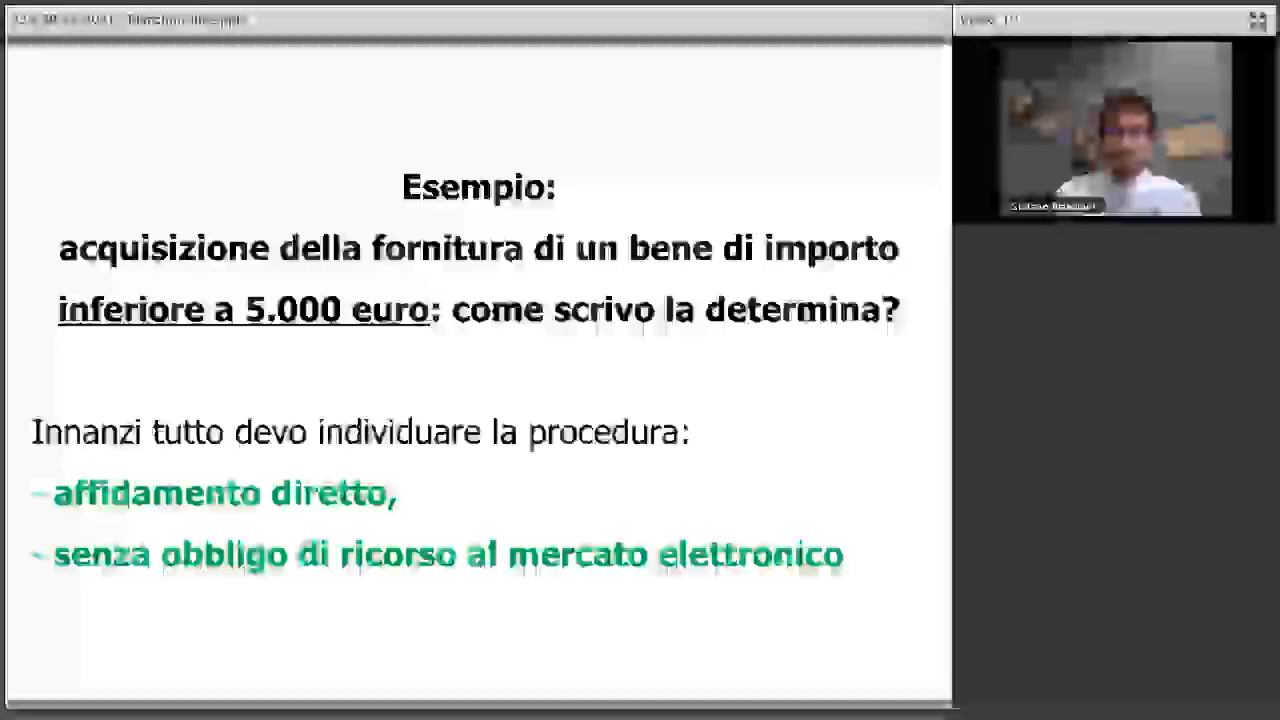 Esempio:
acquisizione della fornitura di un bene di importo
inferiore a 5.000 euro: come scrivo la determina?
Innanzi tutto devo individuare la procedura:
- affidamento diretto,
- senza obbligo di ricorso al mercato elettronico